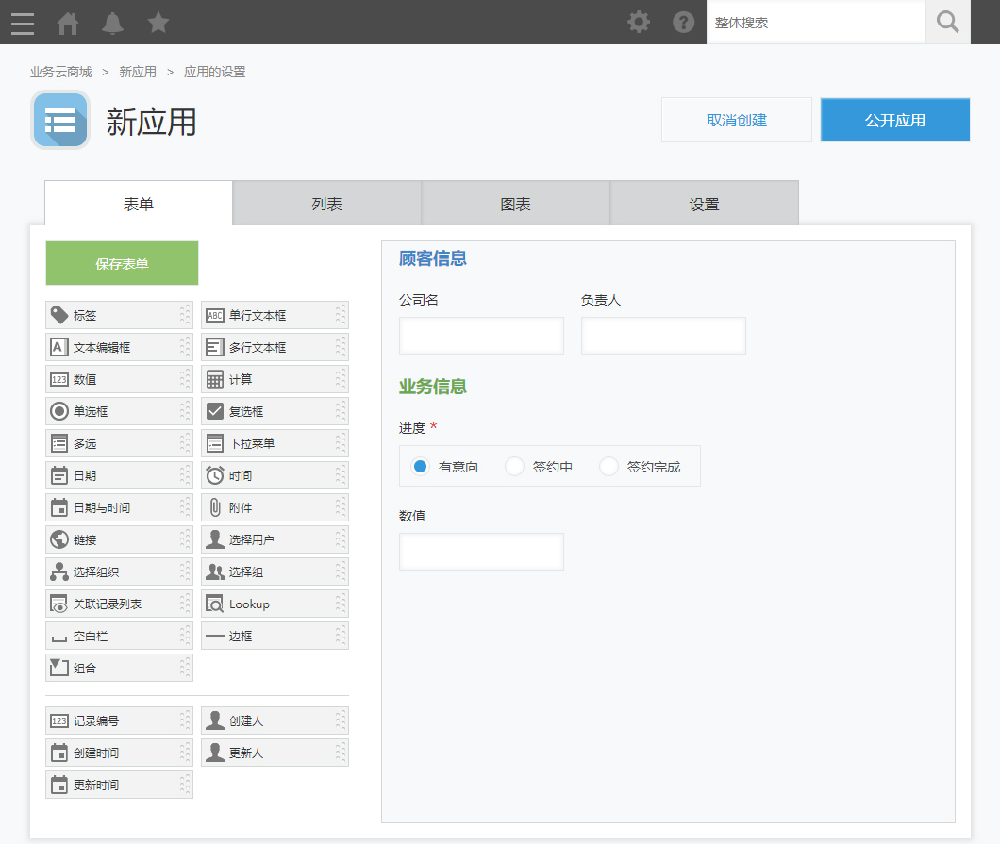 整体搜索
业务云商城 > 新应用 > 应用的设置
新应用
取消创建 公开应用
表单 列表 图表 设置
保存表单
标签 ABC 单行文本框
A 文本编辑框 多行文本框
123 数值 计算
单选框 复选框
多选 下拉菜单
日期 时间
日期与时间 附件
链接 选择用户
选择组织 选择组
关联记录列表 Lookup
空白栏 边框
组合
123 记录编号 创建人
创建时间 更新人
更新时间
顾客信息
公司名 负责人
业务信息
进度 *
有意向 签约中 签约完成
数值